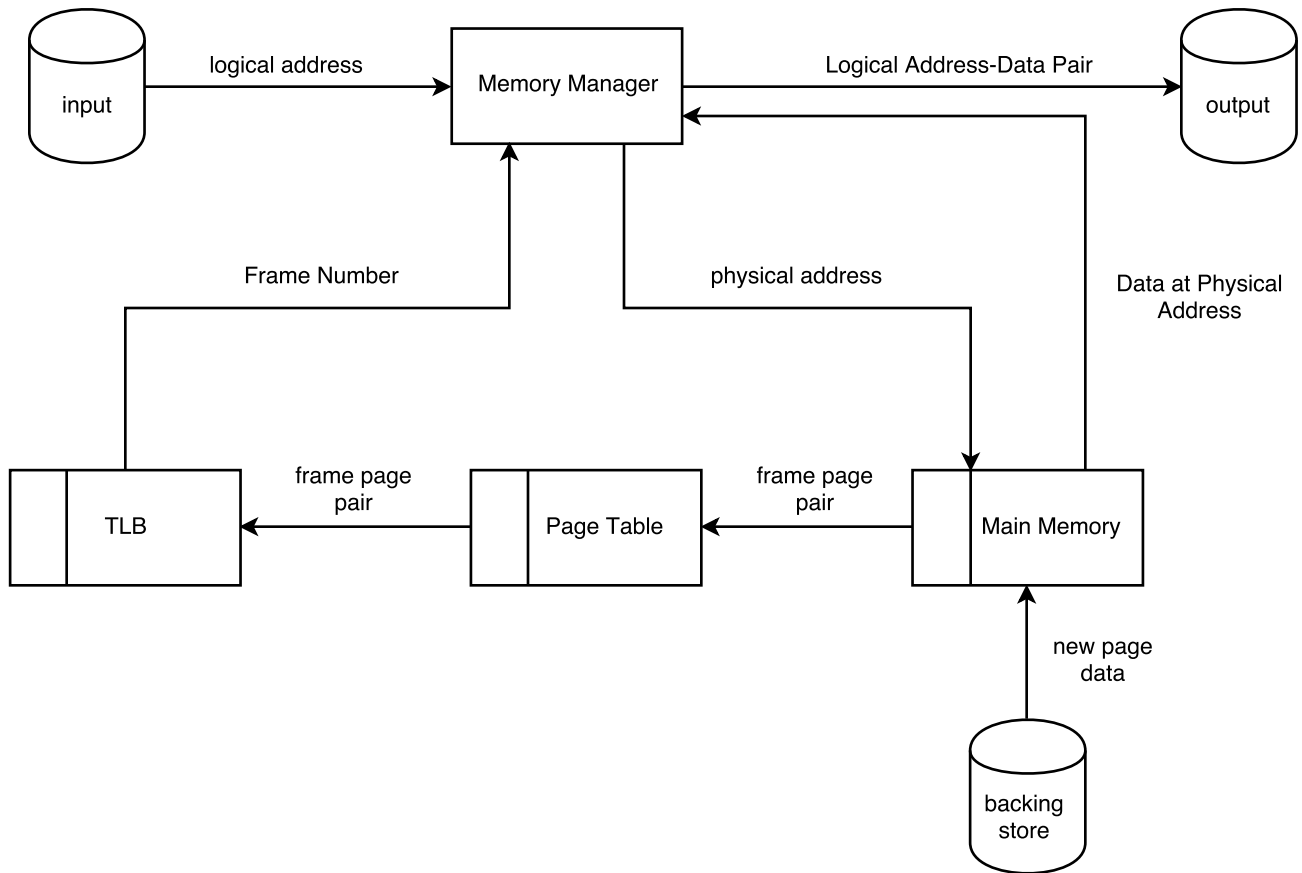 logical address
Memory Manager
Logical Address-Data Pair
input
output
Frame Number
physical address
Data at Physical
Address
frame page
pair
frame page
pair
TLB
Page Table
Main Memory
new page
data
backing
store